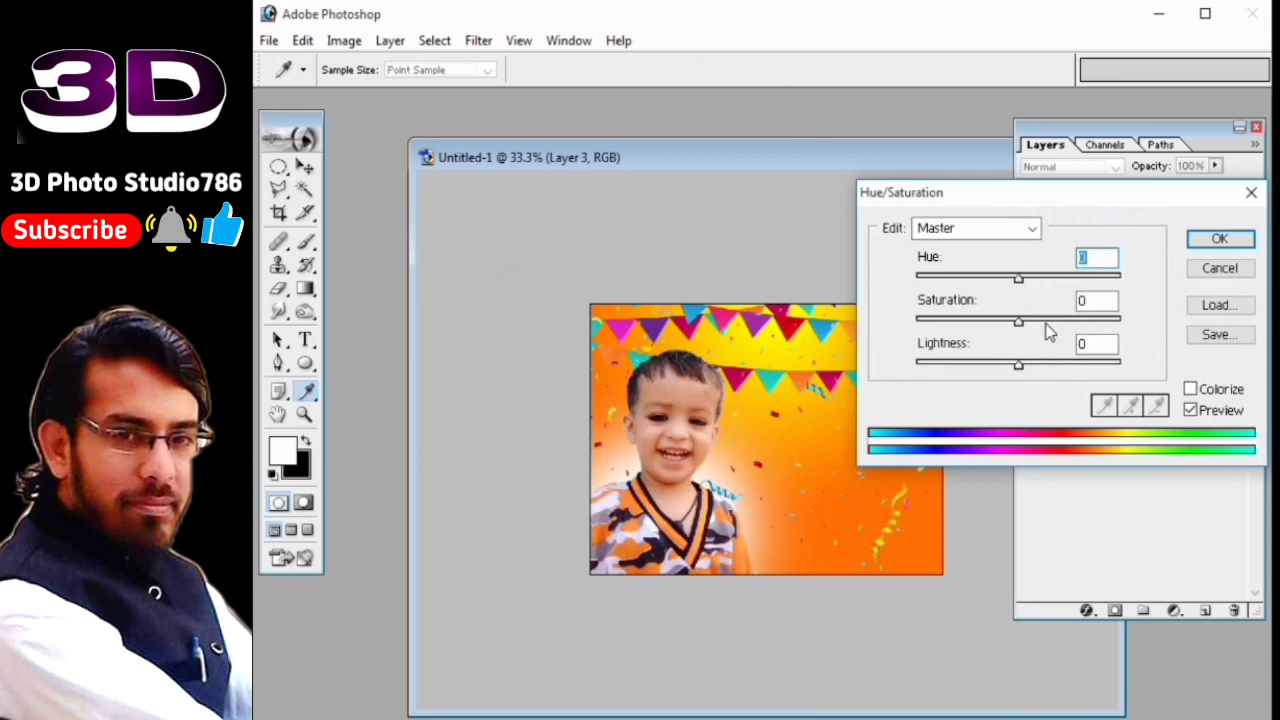 3D
3D Photo Studio786
Subscribe
Adobe Photoshop
File Edit Image Layer Select Filter View Window Help
Sample Size: Point Sample
Untitled-1 @ 33.3% (Layer 3, RGB)
T
Layers Channels Paths
Normal Opacity: 100%
Hue/Saturation
Edit: Master
Hue: 0
Saturation: 0
Lightness: 0
OK
Cancel
Load...
Save...
Colorize
Preview